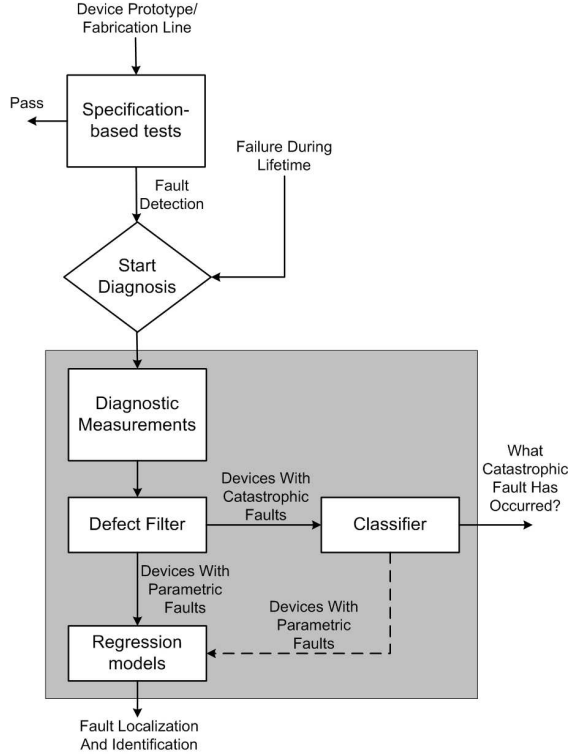 Device Prototype/
Fabrication Line
Pass
Specification-
based tests
Failure During
Lifetime
Fault
Detection
Start
Diagnosis
Diagnostic
Measurements
What
Catastrophic
Fault Has
Occurred?
Devices With
Catastrophic
Faults
Defect Filter
Classifier
Devices With
Parametric
Faults
Devices With
Parametric
Faults
Regression
models
Fault Localization
And Identification